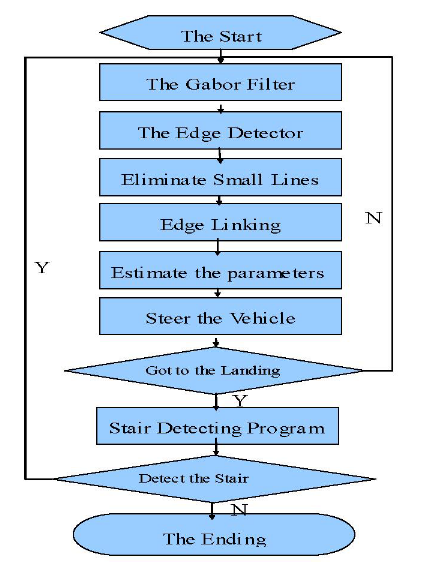 The Start
The Gabor Filter
The Edge Detector
Eliminate Small Lines
Edge Linking
N
Y
Estimate the parameters
Steer the Vehicle
Got to the Landing
Y
Stair Detecting Program
Detect the Stair
N
The Ending